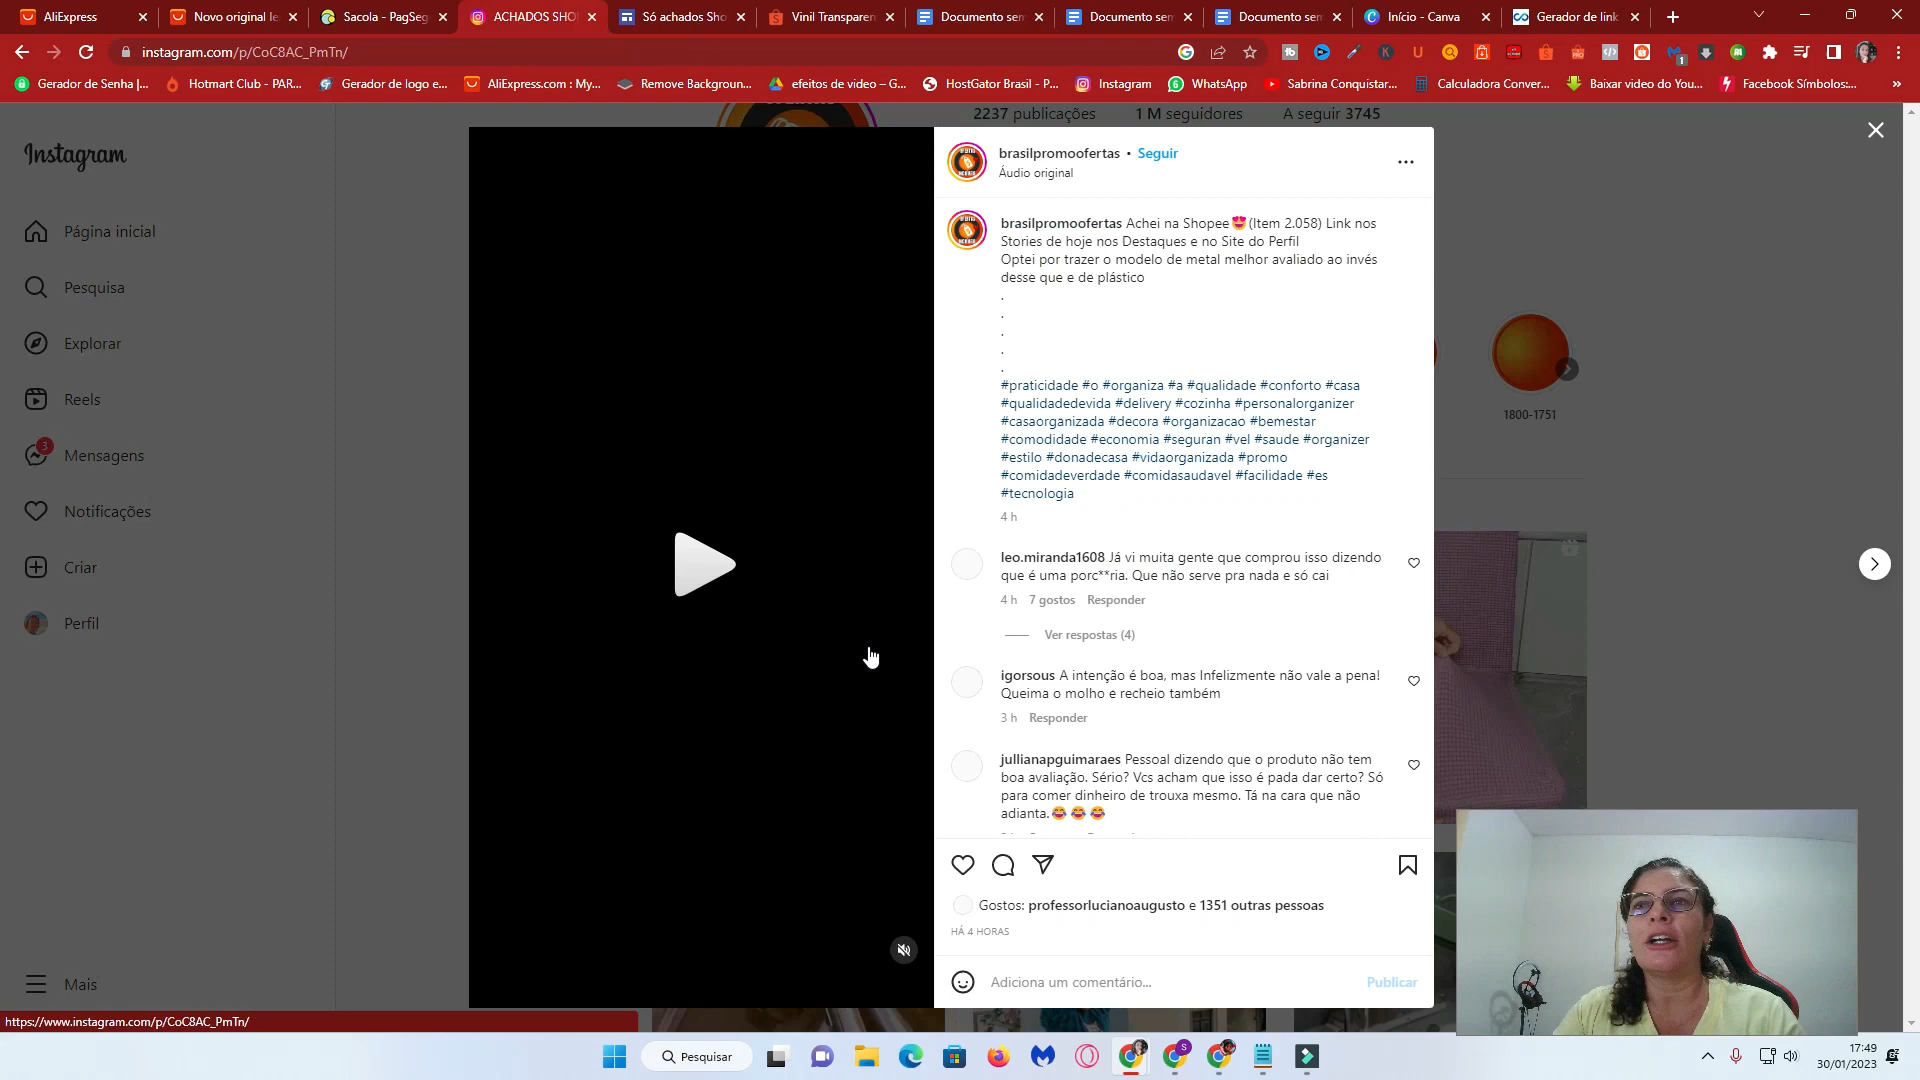 AliExpress
Novo original le
Sacola - PagSeg
ACHADOS SHO
Só achados Sho
Vinil Transparen
Documento sem
Documento sem
Documento sem
Início - Canva
Gerador de link
instagram.com/p/CoC8AC_PmTn/
Gerador de Senha |...
Hotmart Club - PAR...
Gerador de logo e...
AliExpress.com : My...
Remove Backgroun...
efeitos de video – G...
HostGator Brasil - P...
Instagram
WhatsApp
Sabrina Conquistar...
Calculadora Conver...
Baixar video do You...
Facebook Símbolos:...
Instagram
Página inicial
Pesquisa
Explorar
Reels
3
Mensagens
Notificações
Criar
Perfil
Mais
2237 publicações
1 M seguidores
A seguir 3745
1800-1751
brasilpromoofertas • Seguir
Áudio original
brasilpromoofertas Achei na Shopee😍(Item 2.058) Link nos
Stories de hoje nos Destaques e no Site do Perfil
Optei por trazer o modelo de metal melhor avaliado ao invés
desse que e de plástico
.
.
.
.
.
#praticidade #o #organiza #a #qualidade #conforto #casa
#qualidadedevida #delivery #cozinha #personalorganizer
#casaorganizada #decora #organizacao #bemestar
#comodidade #economia #seguran #vel #saude #organizer
#estilo #donadecasa #vidaorganizada #promo
#comidadeverdade #comidasaudavel #facilidade #es
#tecnologia
4 h
leo.miranda1608 Já vi muita gente que comprou isso dizendo
que é uma porc**ria. Que não serve pra nada e só cai
4 h 7 gostos Responder
Ver respostas (4)
igorsous A intenção é boa, mas Infelizmente não vale a pena!
Queima o molho e recheio também
3 h Responder
jullianapguimaraes Pessoal dizendo que o produto não tem
boa avaliação. Sério? Vcs acham que isso é pada dar certo? Só
para comer dinheiro de trouxa mesmo. Tá na cara que não
adianta.😂😂😂
Gostos: professorlucianoaugusto e 1351 outras pessoas
HÁ 4 HORAS
Adiciona um comentário...
Publicar
https://www.instagram.com/p/CoC8AC_PmTn/
Pesquisar
17:49
30/01/2023